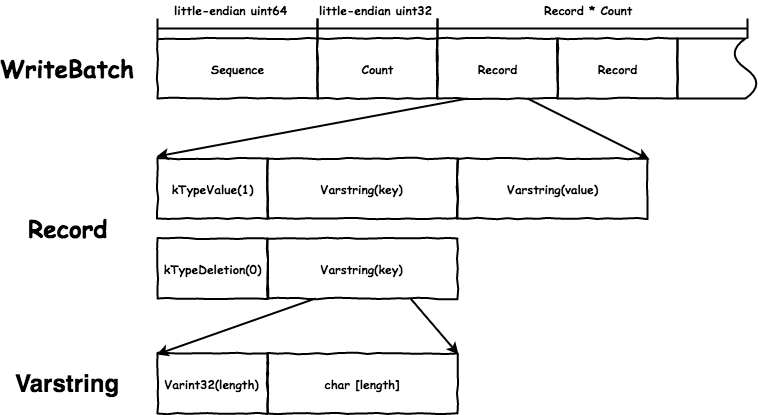 little-endian uint64 little-endian uint32 Record * Count
WriteBatch Sequence Count Record Record
kTypeValue(1) Varstring(key) Varstring(value)
Record
kTypeDeletion(0) Varstring(key)
Varstring Varint32(length) char [length]